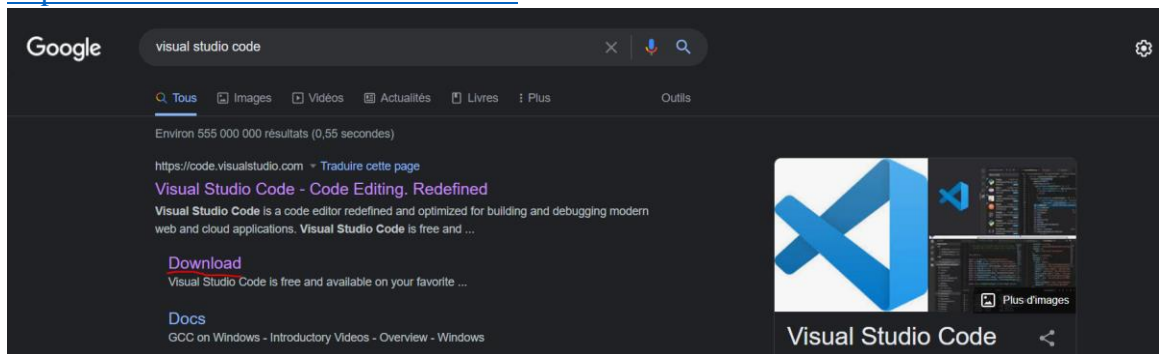 Google
visual studio code
Tous Images Vidéos Actualités Livres Plus Outils
Environ 555 000 000 résultats (0,55 secondes)
https://code.visualstudio.com Traduire cette page
Visual Studio Code - Code Editing. Redefined
Visual Studio Code is a code editor redefined and optimized for building and debugging modern
web and cloud applications. Visual Studio Code is free and ...
Download
Visual Studio Code is free and available on your favorite ...
Docs
GCC on Windows - Introductory Videos - Overview - Windows
Plus d'images
Visual Studio Code